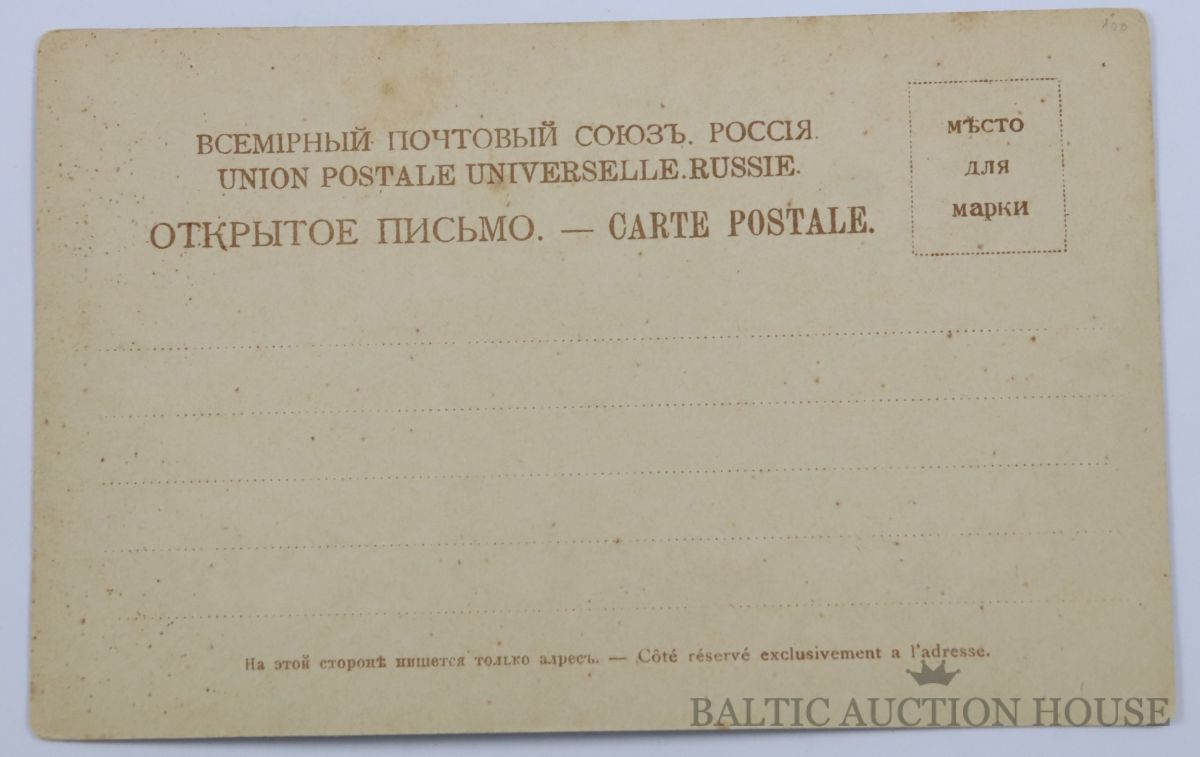 100
ВСЕМІРНЫЙ ПОЧТОВЫЙ СОЮЗЪ. РОССІЯ.
UNION POSTALE UNIVERSELLE.RUSSIE.
ОТКРЫТОЕ ПИСЬМО. — CARTE POSTALE.
МѢСТО
ДЛЯ
МАРКИ
На этой сторонѣ пишется только адресъ. — Côté réservé exclusivement a l'adresse.
BALTIC AUCTION HOUSE